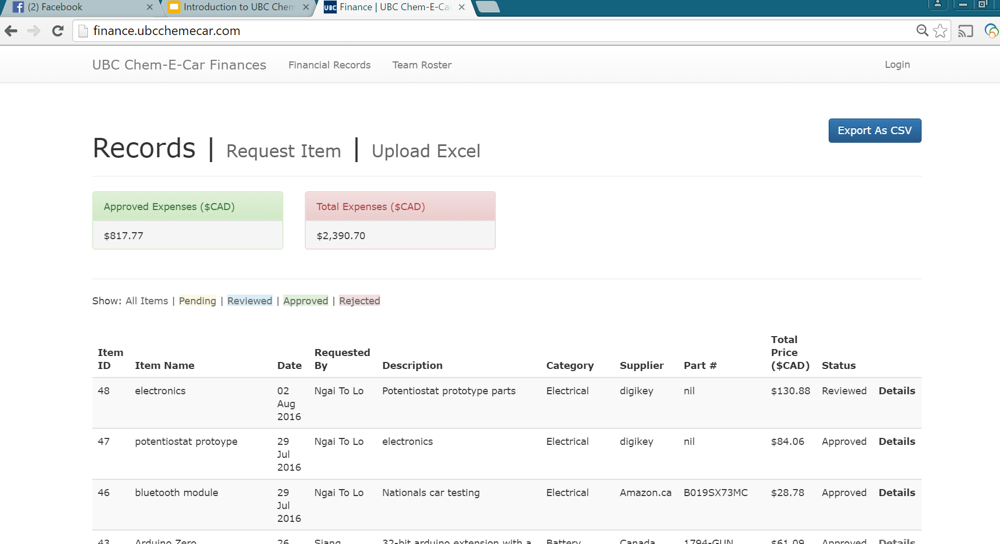 (2) Facebook
Introduction to UBC Chem
UBC Finance | UBC Chem-E-Car
finance.ubcchemecar.com
UBC Chem-E-Car Finances Financial Records Team Roster Login
Export As CSV
Records | Request Item | Upload Excel
Approved Expenses ($CAD) Total Expenses ($CAD)
$817.77 $2,390.70
Show: All Items | Pending | Reviewed | Approved | Rejected
Item ID Item Name Date Requested By Description Category Supplier Part # Total Price ($CAD) Status
48 electronics 02 Aug 2016 Ngai To Lo Potentiostat prototype parts Electrical digikey nil $130.88 Reviewed Details
47 potentiostat protoype 29 Jul 2016 Ngai To Lo electronics Electrical digikey nil $84.06 Approved Details
46 bluetooth module 29 Jul 2016 Ngai To Lo Nationals car testing Electrical Amazon.ca B019SX73MC $28.78 Approved Details
43 Arduino Zero 26 Siang 32-bit arduino extension with a Battery Canada 1794-GUN $61.09 Approved Details